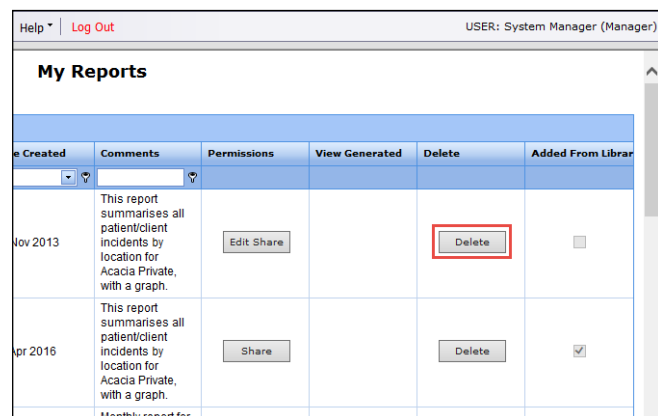 Help Log Out USER: System Manager (Manager)
My Reports
e Created Comments Permissions View Generated Delete Added From Librar
This report
summarises all
patient/client
Nov 2013 incidents by Edit Share Delete
location for
Acacia Private,
with a graph.
This report
summarises all
patient/client
Apr 2016 incidents by Share Delete
location for
Acacia Private,
with a graph.
Monthly report for